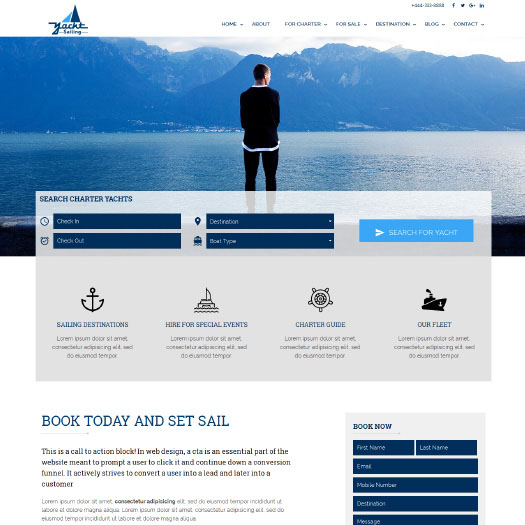 +444-333-8888
Yacht
Sailing
HOME ABOUT FOR CHARTER FOR SALE DESTINATION BLOG CONTACT
SEARCH CHARTER YACHTS
Check In
Destination
Check Out
Boat Type
SEARCH FOR YACHT
SAILING DESTINATIONS
Lorem ipsum dolor sit amet,
consectetur adipisicing elit, sed
do eiusmod tempor
HIRE FOR SPECIAL EVENTS
Lorem ipsum dolor sit amet,
consectetur adipisicing elit, sed
do eiusmod tempor
CHARTER GUIDE
Lorem ipsum dolor sit amet,
consectetur adipisicing elit, sed
do eiusmod tempor
OUR FLEET
Lorem ipsum dolor sit amet,
consectetur adipisicing elit, sed
do eiusmod tempor
BOOK TODAY AND SET SAIL
This is a call to action block! In web design, a cta is an essential part of the
website meant to prompt a user to click it and continue down a conversion
funnel. It actively strives to convert a user into a lead and later into a
customer
Lorem ipsum dolor sit amet, consectetur adipisicing elit, sed do eiusmod tempor incididunt ut
labore et dolore magna aliqua. Lorem ipsum dolor sit amet, consectetur adipisicing elit, sed
do eiusmod tempor incididunt ut labore et dolore magna aliqua.
BOOK NOW
First Name
Last Name
Email
Mobile Number
Destination
Message